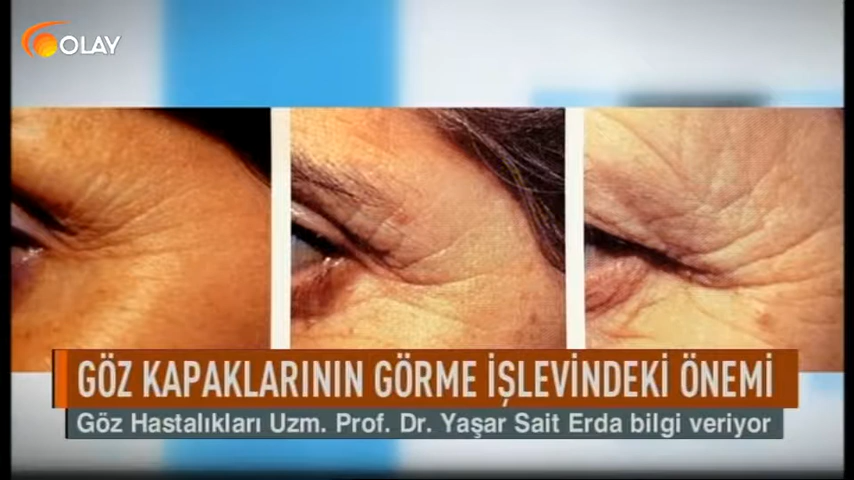 OLAY
GÖZ KAPAKLARININ GÖRME İŞLEVİNDEKİ ÖNEMİ
Göz Hastalıkları Uzm. Prof. Dr. Yaşar Sait Erda bilgi veriyor